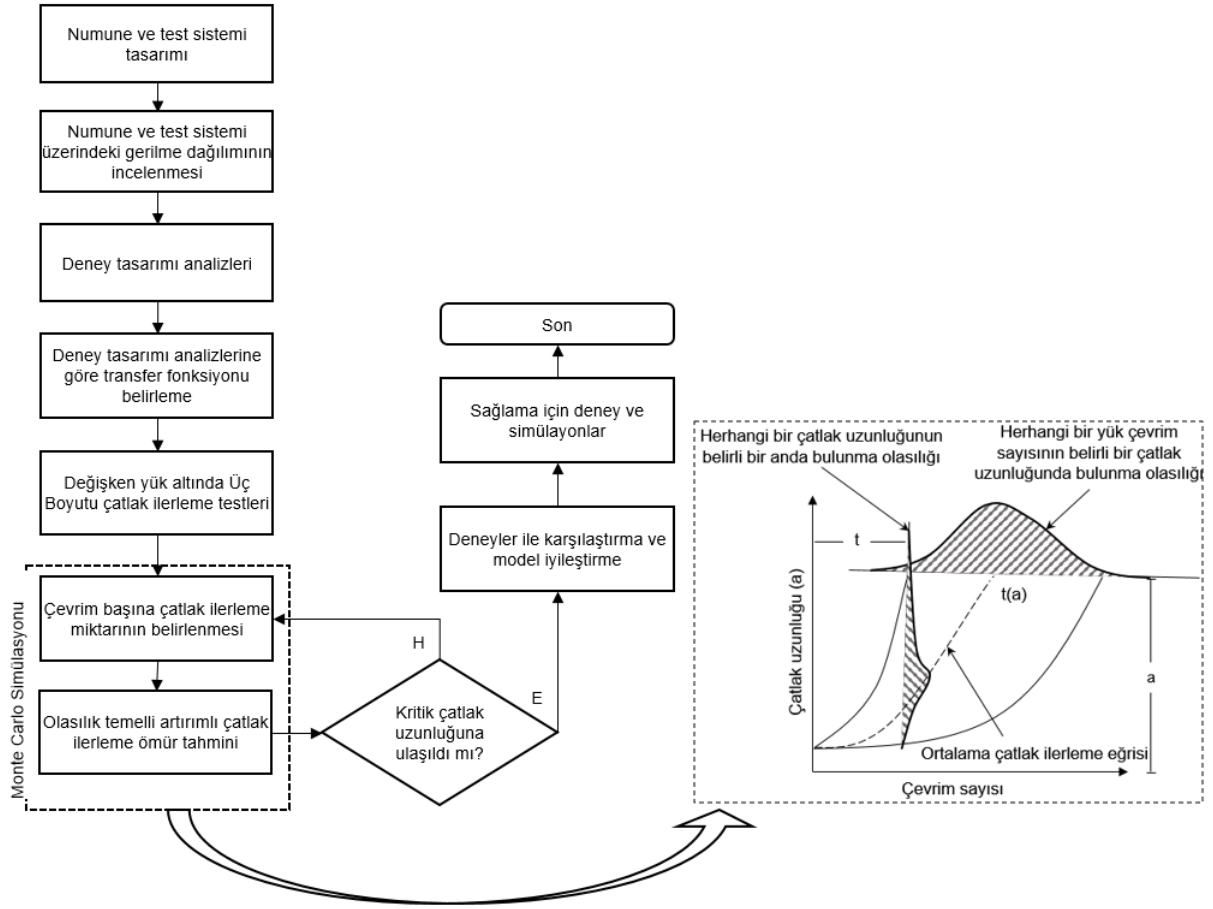 Numune ve test sistemi
tasarımı
Numune ve test sistemi
üzerindeki gerilme dağılımının
incelenmesi
Deney tasarımı analizleri
Deney tasarımı analizlerine
göre transfer fonksiyonu
belirleme
Değişken yük altında Üç
Boyutu çatlak ilerleme testleri
Monte Carlo Simülasyonu
Çevrim başına çatlak ilerleme
miktarının belirlenmesi
Olasılık temelli artırımlı çatlak
ilerleme ömür tahmini
Kritik çatlak
uzunluğuna
ulaşıldı mı?
H
E
Deneyler ile karşılaştırma ve
model iyileştirme
Sağlama için deney ve
simülayonlar
Son
Herhangi bir çatlak uzunluğunun
belirli bir anda bulunma olasılığı
Herhangi bir yük çevrim
sayısının belirli bir çatlak
uzunluğunda bulunma olasılığı
t
t(a)
a
Çatlak uzunluğu (a)
Ortalama çatlak ilerleme eğrisi
Çevrim sayısı